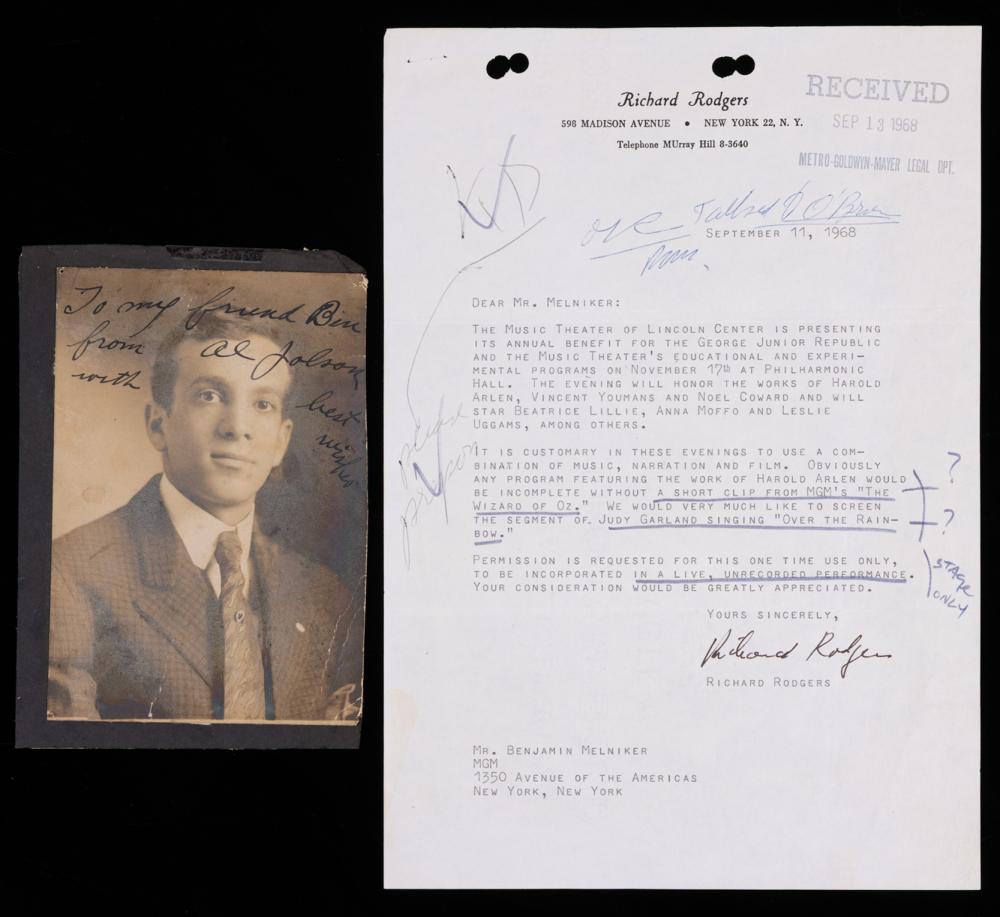 To my friend Ben
from Al Jolson
with best
wishes
Richard Rodgers
598 MADISON AVENUE • NEW YORK 22, N. Y.
Telephone MUrray Hill 8-3640
RECEIVED
SEP 13 1968
METRO-GOLDWYN-MAYER LEGAL DPT.
O'Brien
SEPTEMBER 11, 1968
DEAR MR. MELNIKER:
THE MUSIC THEATER OF LINCOLN CENTER IS PRESENTING
ITS ANNUAL BENEFIT FOR THE GEORGE JUNIOR REPUBLIC
AND THE MUSIC THEATER'S EDUCATIONAL AND EXPERI-
MENTAL PROGRAMS ON NOVEMBER 17th AT PHILHARMONIC
HALL. THE EVENING WILL HONOR THE WORKS OF HAROLD
ARLEN, VINCENT YOUMANS AND NOEL COWARD AND WILL
STAR BEATRICE LILLIE, ANNA MOFFO AND LESLIE
UGGAMS, AMONG OTHERS.
please
IT IS CUSTOMARY IN THESE EVENINGS TO USE A COM-
BINATION OF MUSIC, NARRATION AND FILM. OBVIOUSLY
ANY PROGRAM FEATURING THE WORK OF HAROLD ARLEN WOULD
BE INCOMPLETE WITHOUT A SHORT CLIP FROM MGM'S "THE
WIZARD OF OZ." WE WOULD VERY MUCH LIKE TO SCREEN
THE SEGMENT OF JUDY GARLAND SINGING "OVER THE RAIN-
BOW."
?
?
PERMISSION IS REQUESTED FOR THIS ONE TIME USE ONLY,
TO BE INCORPORATED IN A LIVE, UNRECORDED PERFORMANCE.
YOUR CONSIDERATION WOULD BE GREATLY APPRECIATED.
STAGE
ONLY
YOURS SINCERELY,
Richard Rodgers
RICHARD RODGERS
MR. BENJAMIN MELNIKER
MGM
1350 AVENUE OF THE AMERICAS
NEW YORK, NEW YORK